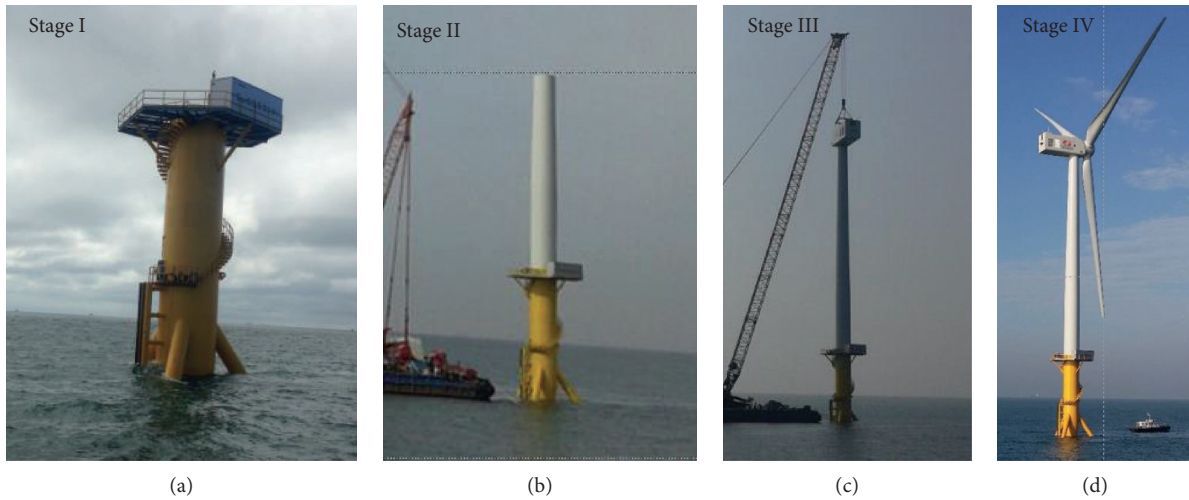 Stage I
Stage II
Stage III
Stage IV
(a)
(b)
(c)
(d)